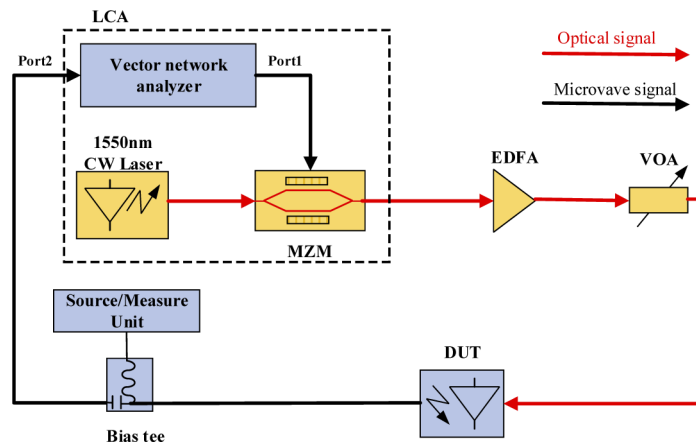 LCA
Optical signal
Port2
Vector network
analyzer
Port1
Microvave signal
1550nm
CW Laser
EDFA
VOA
MZM
Source/Measure
Unit
DUT
Bias tee